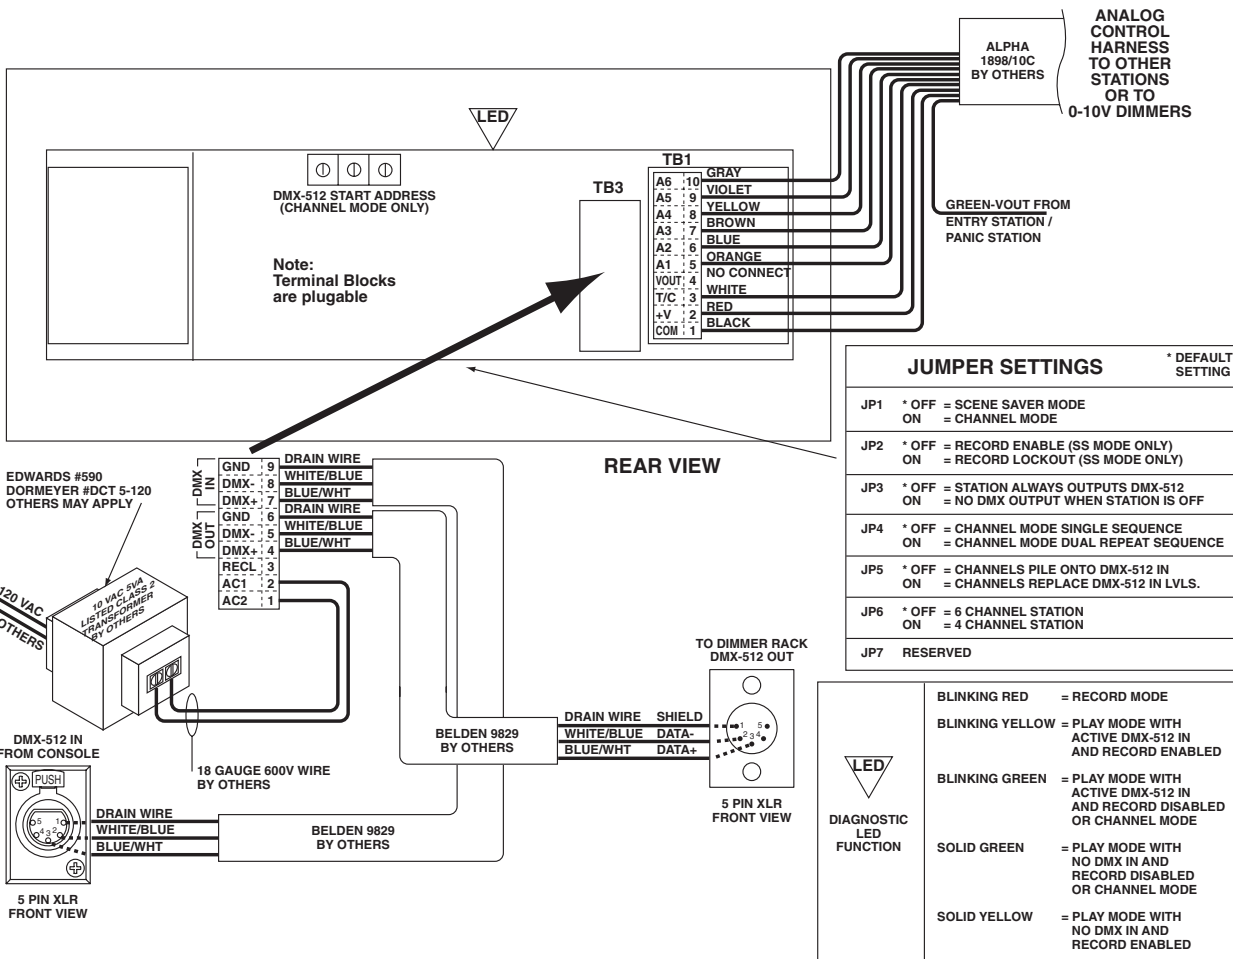 ANALOG
CONTROL
HARNESS
TO OTHER
STATIONS
OR TO
0-10V DIMMERS
ALPHA
1898/10C
BY OTHERS
LED
DMX-512 START ADDRESS
(CHANNEL MODE ONLY)
Note:
Terminal Blocks
are plugable
TB3
TB1
A6 10 GRAY
A5 9 VIOLET
A4 8 YELLOW
A3 7 BROWN
A2 6 BLUE
A1 5 ORANGE
VOUT 4 NO CONNECT
T/C 3 WHITE
+V 2 RED
COM 1 BLACK
GREEN-VOUT FROM
ENTRY STATION /
PANIC STATION
REAR VIEW
JUMPER SETTINGS
* DEFAULT
SETTING
JP1 * OFF = SCENE SAVER MODE
ON = CHANNEL MODE
JP2 * OFF = RECORD ENABLE (SS MODE ONLY)
ON = RECORD LOCKOUT (SS MODE ONLY)
JP3 * OFF = STATION ALWAYS OUTPUTS DMX-512
ON = NO DMX OUTPUT WHEN STATION IS OFF
JP4 * OFF = CHANNEL MODE SINGLE SEQUENCE
ON = CHANNEL MODE DUAL REPEAT SEQUENCE
JP5 * OFF = CHANNELS PILE ONTO DMX-512 IN
ON = CHANNELS REPLACE DMX-512 IN LVLS.
JP6 * OFF = 6 CHANNEL STATION
ON = 4 CHANNEL STATION
JP7 RESERVED
EDWARDS #590
DORMEYER #DCT 5-120
OTHERS MAY APPLY
DMX
IN
DMX
OUT
GND 9 DRAIN WIRE
DMX- 8 WHITE/BLUE
DMX+ 7 BLUE/WHT
GND 6 DRAIN WIRE
DMX- 5 WHITE/BLUE
DMX+ 4 BLUE/WHT
RECL 3
AC1 2
AC2 1
120 VAC
OTHERS
10 VAC 5VA
LISTED CLASS 2
TRANSFORMER
BY OTHERS
18 GAUGE 600V WIRE
BY OTHERS
DMX-512 IN
FROM CONSOLE
PUSH
5 1
4 3 2
DRAIN WIRE
WHITE/BLUE
BLUE/WHT
BELDEN 9829
BY OTHERS
5 PIN XLR
FRONT VIEW
BELDEN 9829
BY OTHERS
DRAIN WIRE SHIELD
WHITE/BLUE DATA-
BLUE/WHT DATA+
TO DIMMER RACK
DMX-512 OUT
1 5
2 3 4
5 PIN XLR
FRONT VIEW
LED
DIAGNOSTIC
LED
FUNCTION
BLINKING RED = RECORD MODE
BLINKING YELLOW = PLAY MODE WITH
ACTIVE DMX-512 IN
AND RECORD ENABLED
BLINKING GREEN = PLAY MODE WITH
ACTIVE DMX-512 IN
AND RECORD DISABLED
OR CHANNEL MODE
SOLID GREEN = PLAY MODE WITH
NO DMX IN AND
RECORD DISABLED
OR CHANNEL MODE
SOLID YELLOW = PLAY MODE WITH
NO DMX IN AND
RECORD ENABLED